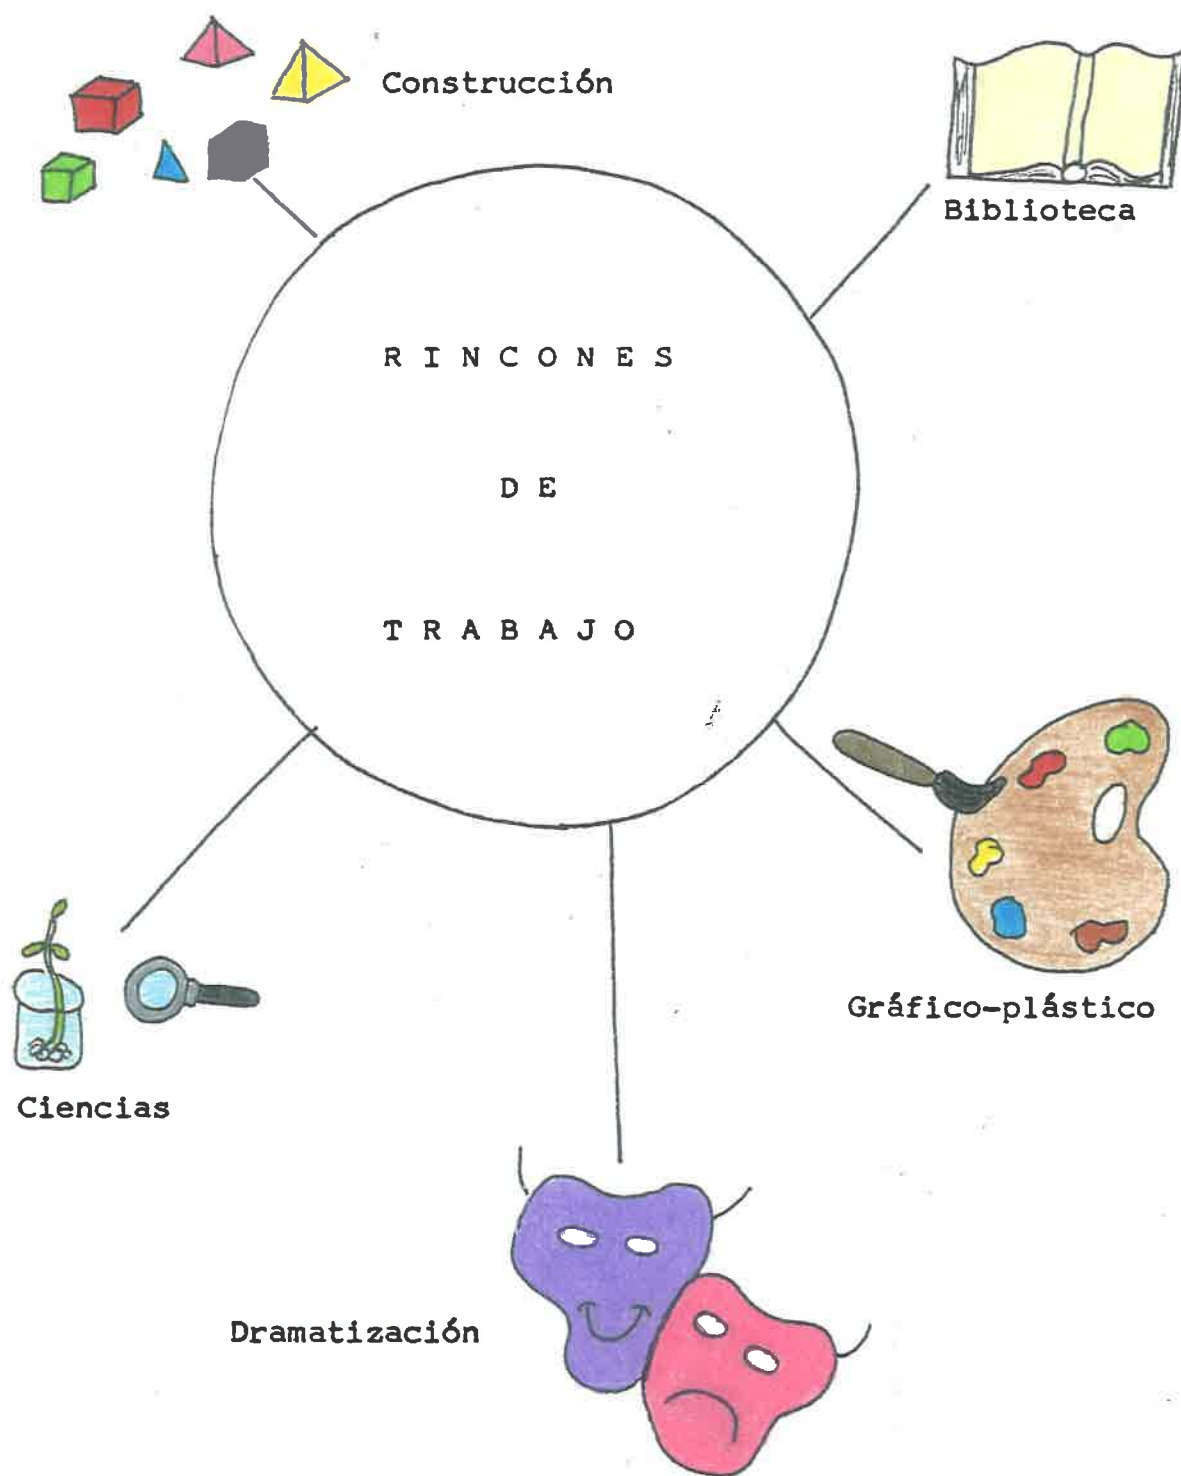 Construcción
Biblioteca
R I N C O N E S
D E
T R A B A J O
Gráfico-plástico
Ciencias
Dramatización